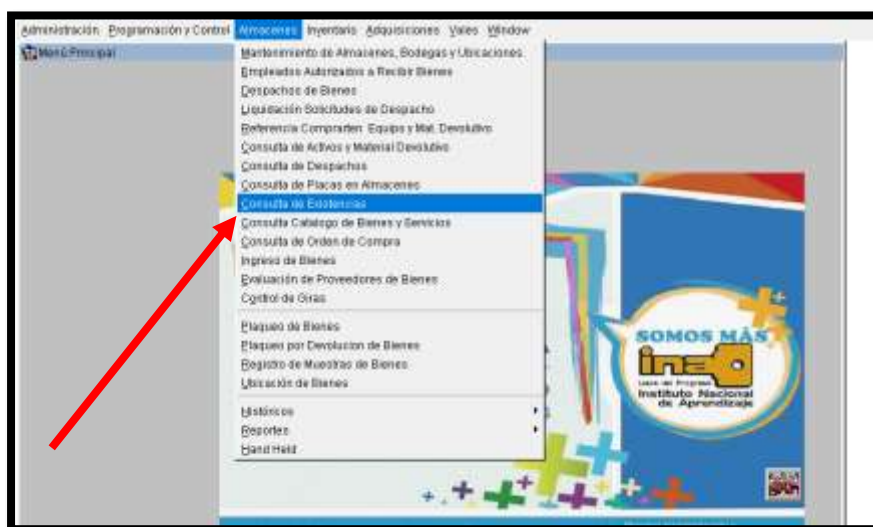 Administración Programación y Control Almacenes Inventario Adquisiciones Vales Window
Menú Principal
Mantenimiento de Almacenes, Bodegas y Ubicaciones
Empleados Autorizados a Recibir Bienes
Despachos de Bienes
Liquidación Solicitudes de Despacho
Referencia Comprarten Equipo y Mat. Devolutivo
Consulta de Activos y Material Devolutivo
Consulta de Despachos
Consulta de Placas en Almacenes
Consulta de Existencias
Consulta Catalogo de Bienes y Servicios
Consulta de Orden de Compra
Ingreso de Bienes
Evaluación de Proveedores de Bienes
Control de Giras
Plaqueo de Bienes
Plaqueo por Devolucion de Bienes
Registro de Muestras de Bienes
Ubicación de Bienes
Históricos
Reportes
Hand Held
SOMOS MÁS
ina
Llave del Progreso
Instituto Nacional
de Aprendizaje